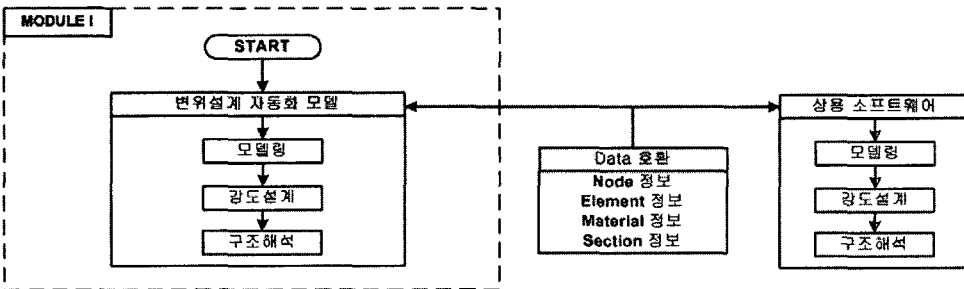 MODULE I
START
변위설계 자동화 모델
모델링
강도설계
구조해석
Data 호환
Node 정보
Element 정보
Material 정보
Section 정보
상용 소프트웨어
모델링
강도설계
구조해석